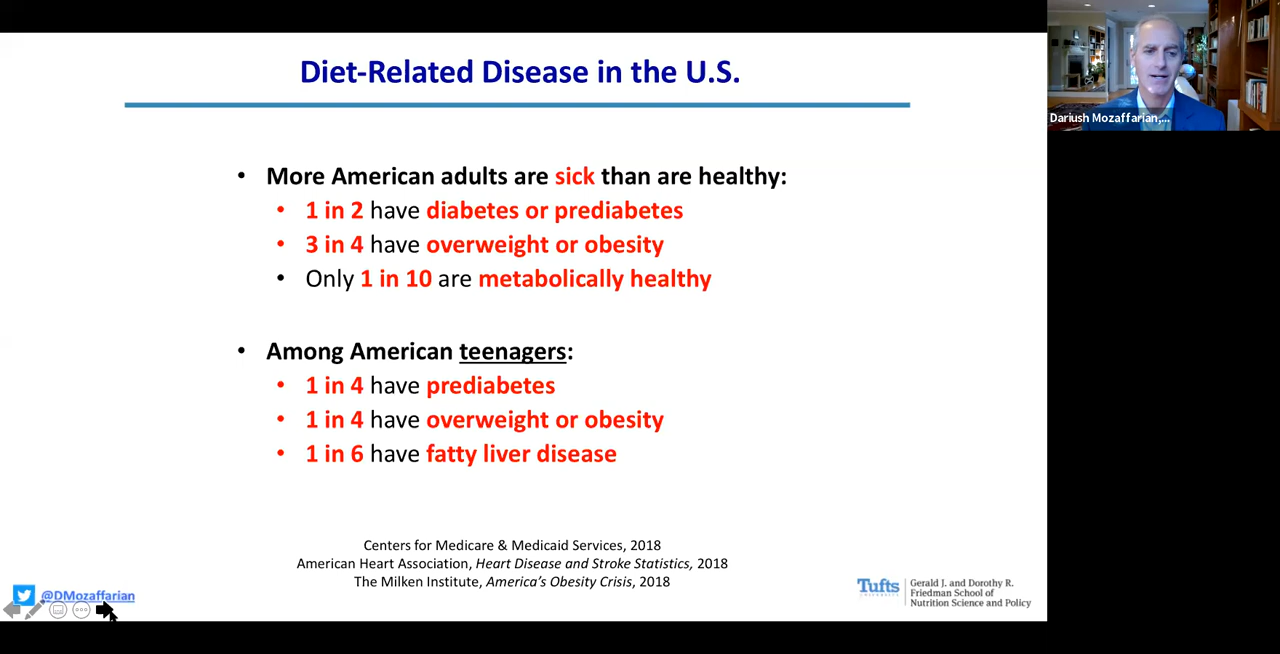 Diet-Related Disease in the U.S.
Dariush Mozaffarian,...
• More American adults are sick than are healthy:
• 1 in 2 have diabetes or prediabetes
• 3 in 4 have overweight or obesity
• Only 1 in 10 are metabolically healthy
• Among American teenagers:
• 1 in 4 have prediabetes
• 1 in 4 have overweight or obesity
• 1 in 6 have fatty liver disease
Centers for Medicare & Medicaid Services, 2018
American Heart Association, Heart Disease and Stroke Statistics, 2018
The Milken Institute, America's Obesity Crisis, 2018
@DMozaffarian
Tufts
UNIVERSITY
Gerald J. and Dorothy R.
Friedman School of
Nutrition Science and Policy